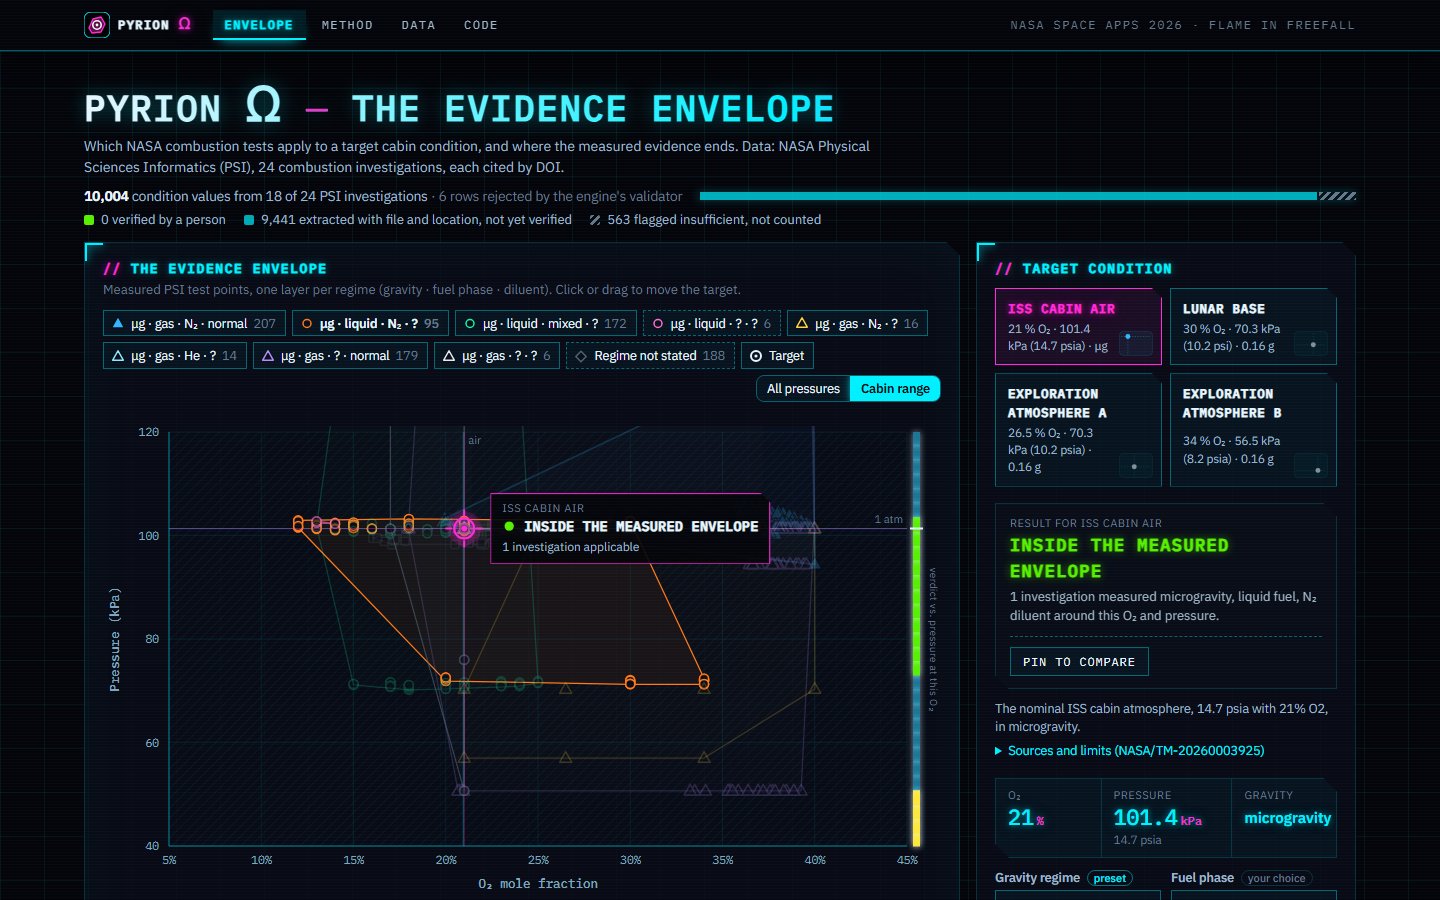 PYRION Ω ENVELOPE METHOD DATA CODE NASA SPACE APPS 2026 · FLAME IN FREEFALL
PYRION Ω — THE EVIDENCE ENVELOPE
Which NASA combustion tests apply to a target cabin condition, and where the measured evidence ends. Data: NASA Physical
Sciences Informatics (PSI), 24 combustion investigations, each cited by DOI.
10,004 condition values from 18 of 24 PSI investigations · 6 rows rejected by the engine's validator
0 verified by a person 9,441 extracted with file and location, not yet verified 563 flagged insufficient, not counted
// THE EVIDENCE ENVELOPE
Measured PSI test points, one layer per regime (gravity · fuel phase · diluent). Click or drag to move the target.
µg · gas · N₂ · normal 207 µg · liquid · N₂ · ? 95 µg · liquid · mixed · ? 172 µg · liquid · ? · ? 6 µg · gas · N₂ · ? 16
µg · gas · He · ? 14 µg · gas · ? · normal 179 µg · gas · ? · ? 6 Regime not stated 188 Target
All pressures Cabin range
120
air
ISS CABIN AIR
INSIDE THE MEASURED ENVELOPE
1 investigation applicable
1 atm
100
80
60
40
Pressure (kPa)
verdict vs. pressure at this O₂
5% 10% 15% 20% 25% 30% 35% 40% 45%
O₂ mole fraction
// TARGET CONDITION
ISS CABIN AIR
21 % O₂ · 101.4
kPa (14.7 psia) · µg
LUNAR BASE
30 % O₂ · 70.3 kPa
(10.2 psi) · 0.16 g
EXPLORATION
ATMOSPHERE A
26.5 % O₂ · 70.3
kPa (10.2 psia) ·
0.16 g
EXPLORATION
ATMOSPHERE B
34 % O₂ · 56.5 kPa
(8.2 psia) · 0.16 g
RESULT FOR ISS CABIN AIR
INSIDE THE MEASURED
ENVELOPE
1 investigation measured microgravity, liquid fuel, N₂
diluent around this O₂ and pressure.
PIN TO COMPARE
The nominal ISS cabin atmosphere, 14.7 psia with 21% O2,
in microgravity.
Sources and limits (NASA/TM-20260003925)
O₂
21 %
PRESSURE
101.4 kPa
14.7 psia
GRAVITY
microgravity
Gravity regime preset Fuel phase your choice